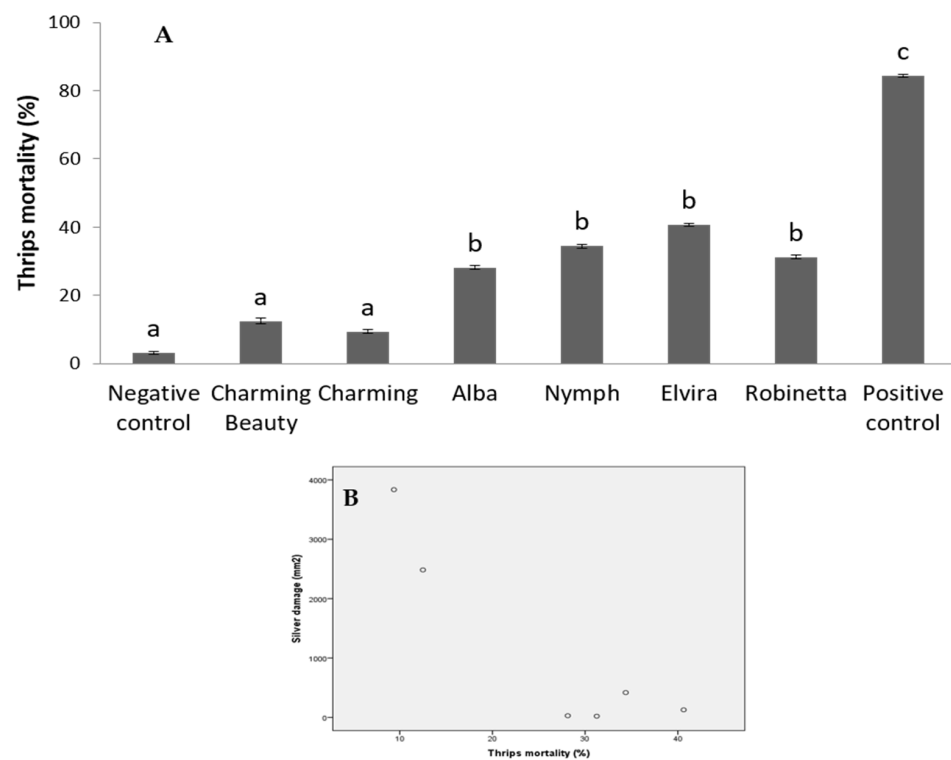 A
Thrips mortality (%)
100
80
60
40
20
0
a
a
a
b
b
b
b
c
Negative control
Charming Beauty
Charming
Alba
Nymph
Elvira
Robinetta
Positive control
B
Silver damage (mm2)
4000
3000
2000
1000
0
10
20
30
40
Thrips mortality (%)